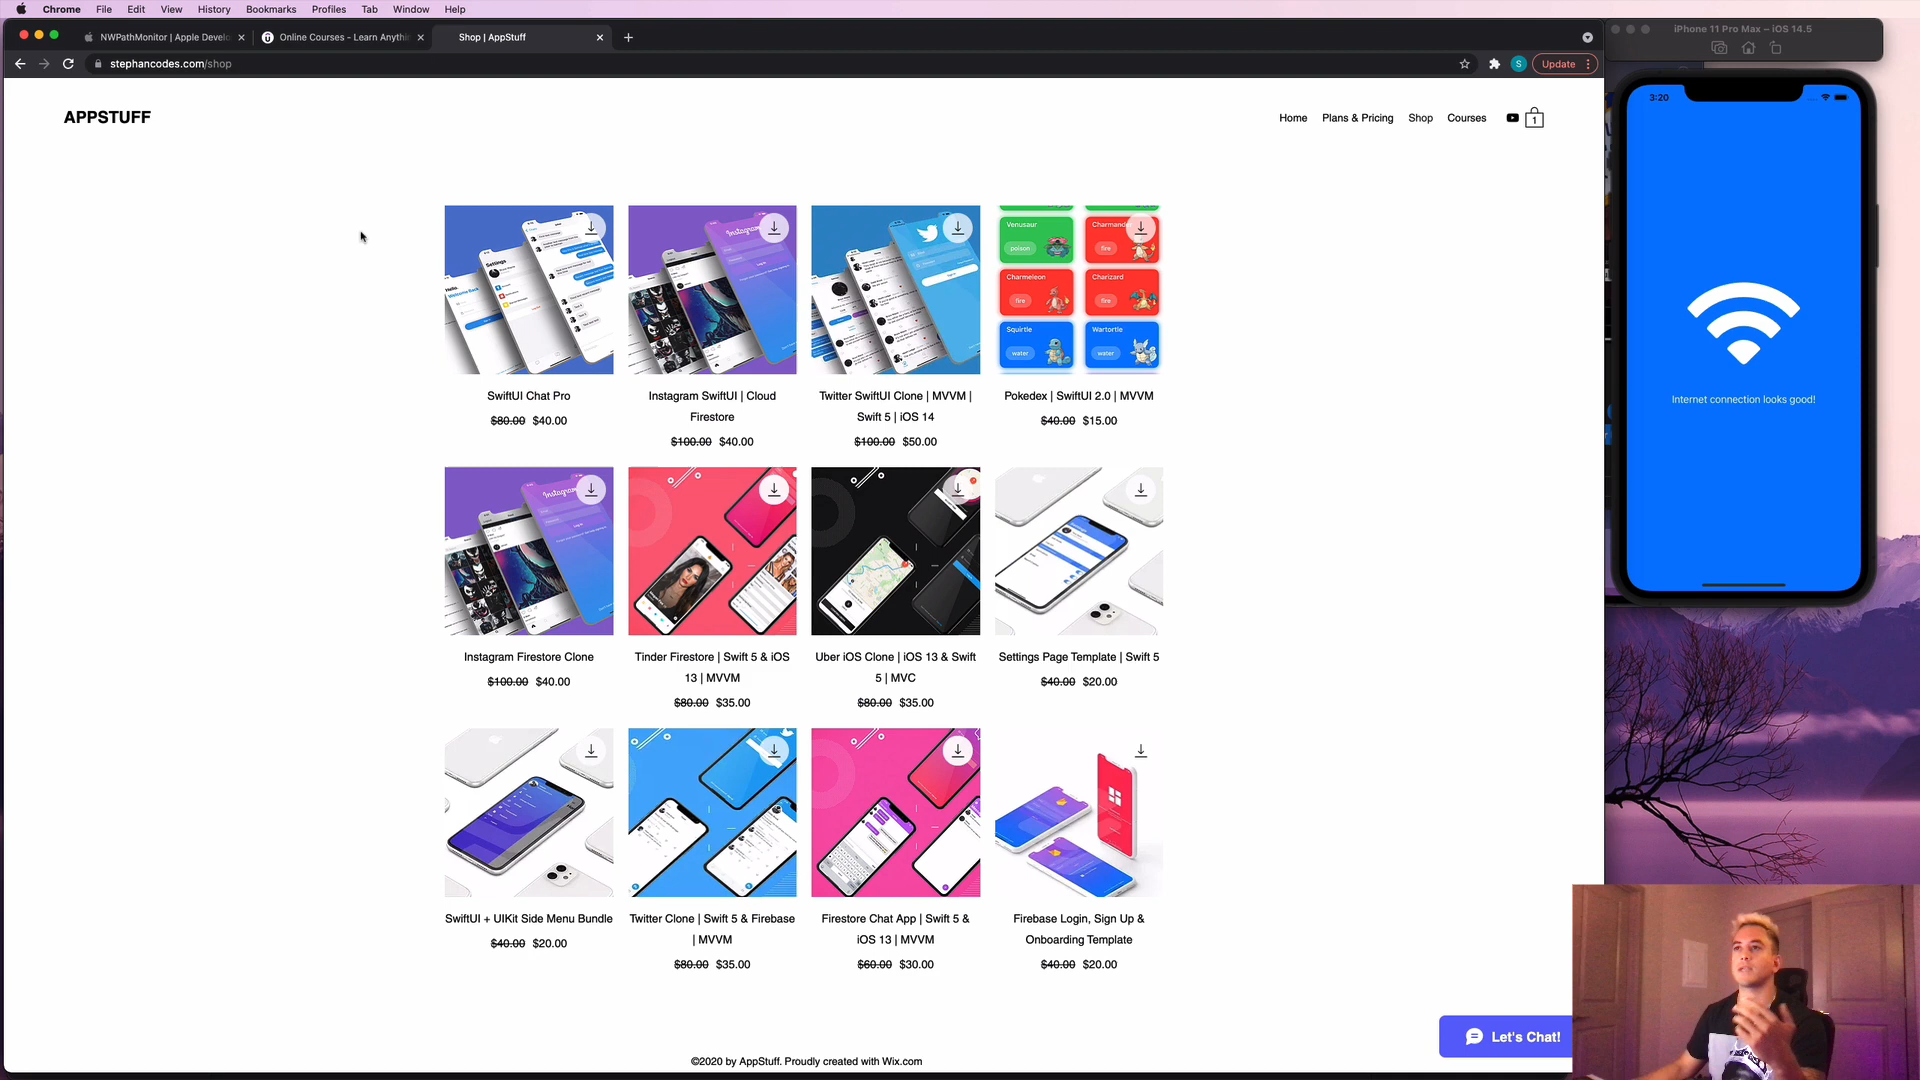 Chrome File Edit View History Bookmarks Profiles Tab Window Help
NWPathMonitor | Apple Develo
Online Courses - Learn Anythi
Shop | AppStuff
iPhone 11 Pro Max – iOS 14.5
stephancodes.com/shop
S
Update
3:20
APPSTUFF
Home Plans & Pricing Shop Courses
1
Venusaur
poison
Charmander
fire
Charmeleon
fire
Charizard
fire
Squirtle
water
Wartortle
water
Settings
Hello.
Welcome Back
Instagram
SwiftUI Chat Pro
$80.00 $40.00
Instagram SwiftUI | Cloud
Firestore
$100.00 $40.00
Twitter SwiftUI Clone | MVVM |
Swift 5 | iOS 14
$100.00 $50.00
Pokedex | SwiftUI 2.0 | MVVM
$40.00 $15.00
Internet connection looks good!
Instagram
Instagram Firestore Clone
$100.00 $40.00
Tinder Firestore | Swift 5 & iOS
13 | MVVM
$80.00 $35.00
Uber iOS Clone | iOS 13 & Swift
5 | MVC
$80.00 $35.00
Settings Page Template | Swift 5
$40.00 $20.00
SwiftUI + UIKit Side Menu Bundle
$40.00 $20.00
Twitter Clone | Swift 5 & Firebase
| MVVM
$80.00 $35.00
Firestore Chat App | Swift 5 &
iOS 13 | MVVM
$60.00 $30.00
Firebase Login, Sign Up &
Onboarding Template
$40.00 $20.00
Let's Chat!
©2020 by AppStuff. Proudly created with Wix.com